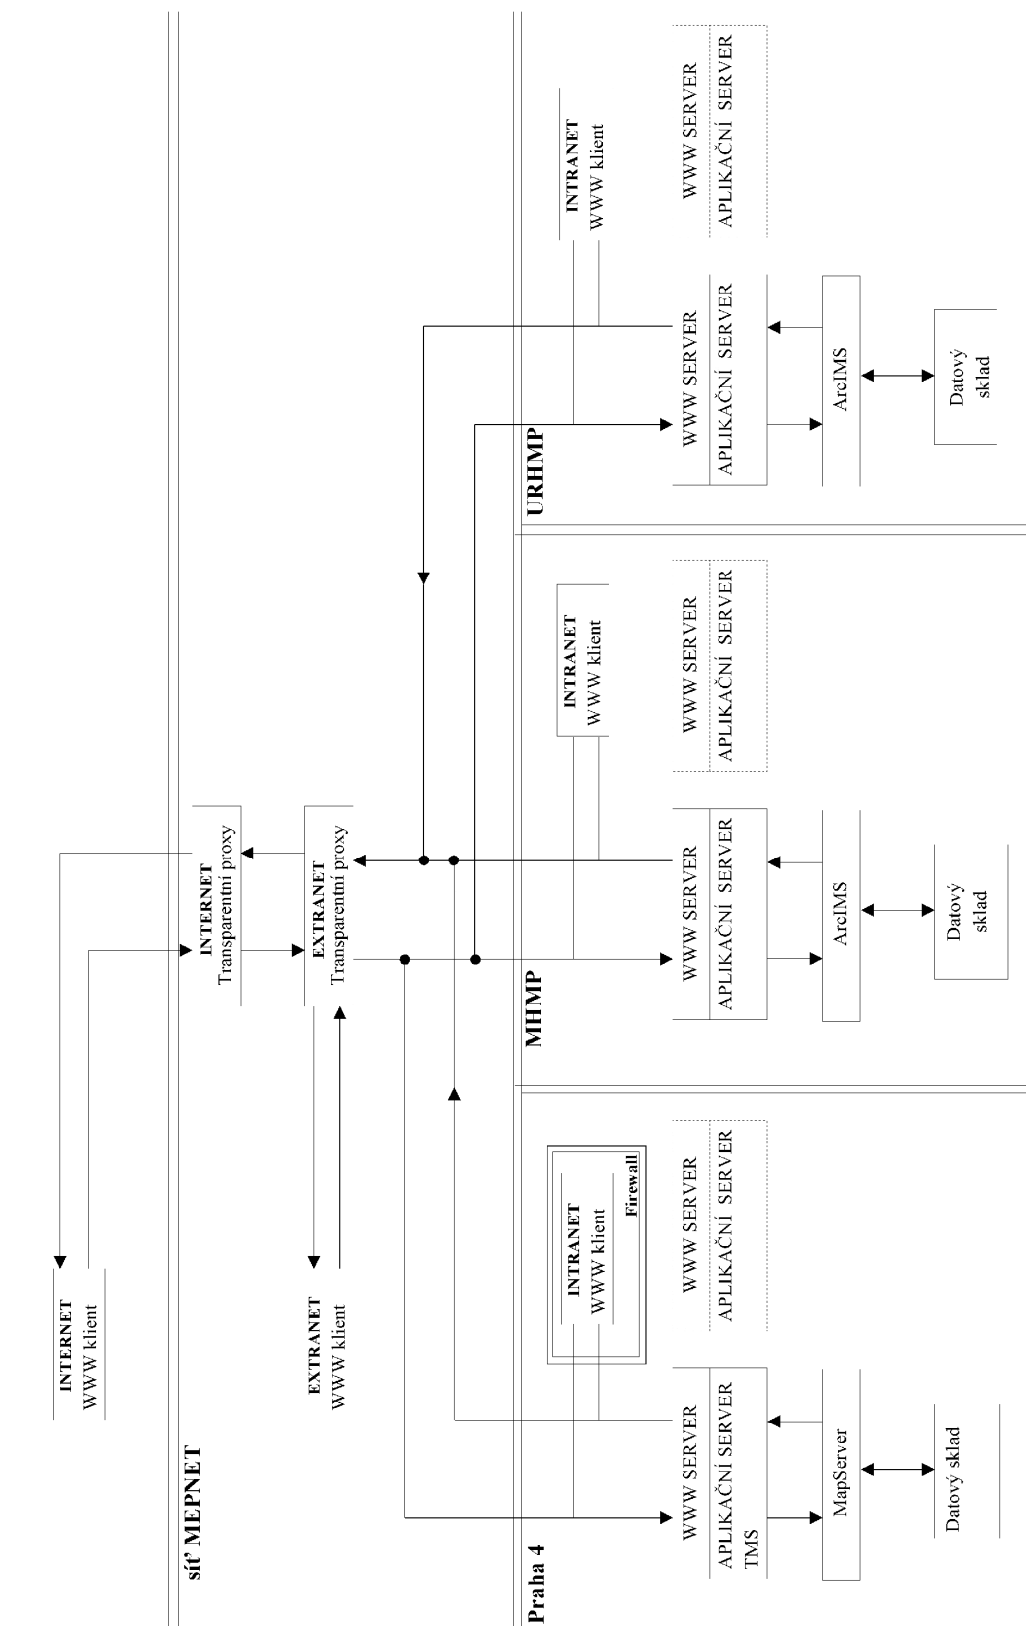 INTERNET
WWW klient
síť MEPNET
INTERNET
Transparentní proxy
EXTRANET
WWW klient
EXTRANET
Transparentní proxy
Praha 4
INTRANET
WWW klient
Firewall
WWW SERVER
APLIKAČNÍ SERVER
TMS
WWW SERVER
APLIKAČNÍ SERVER
MapServer
Datový sklad
MHMP
INTRANET
WWW klient
WWW SERVER
APLIKAČNÍ SERVER
WWW SERVER
APLIKAČNÍ SERVER
ArcIMS
Datový
sklad
URHMP
INTRANET
WWW klient
WWW SERVER
APLIKAČNÍ SERVER
WWW SERVER
APLIKAČNÍ SERVER
ArcIMS
Datový
sklad